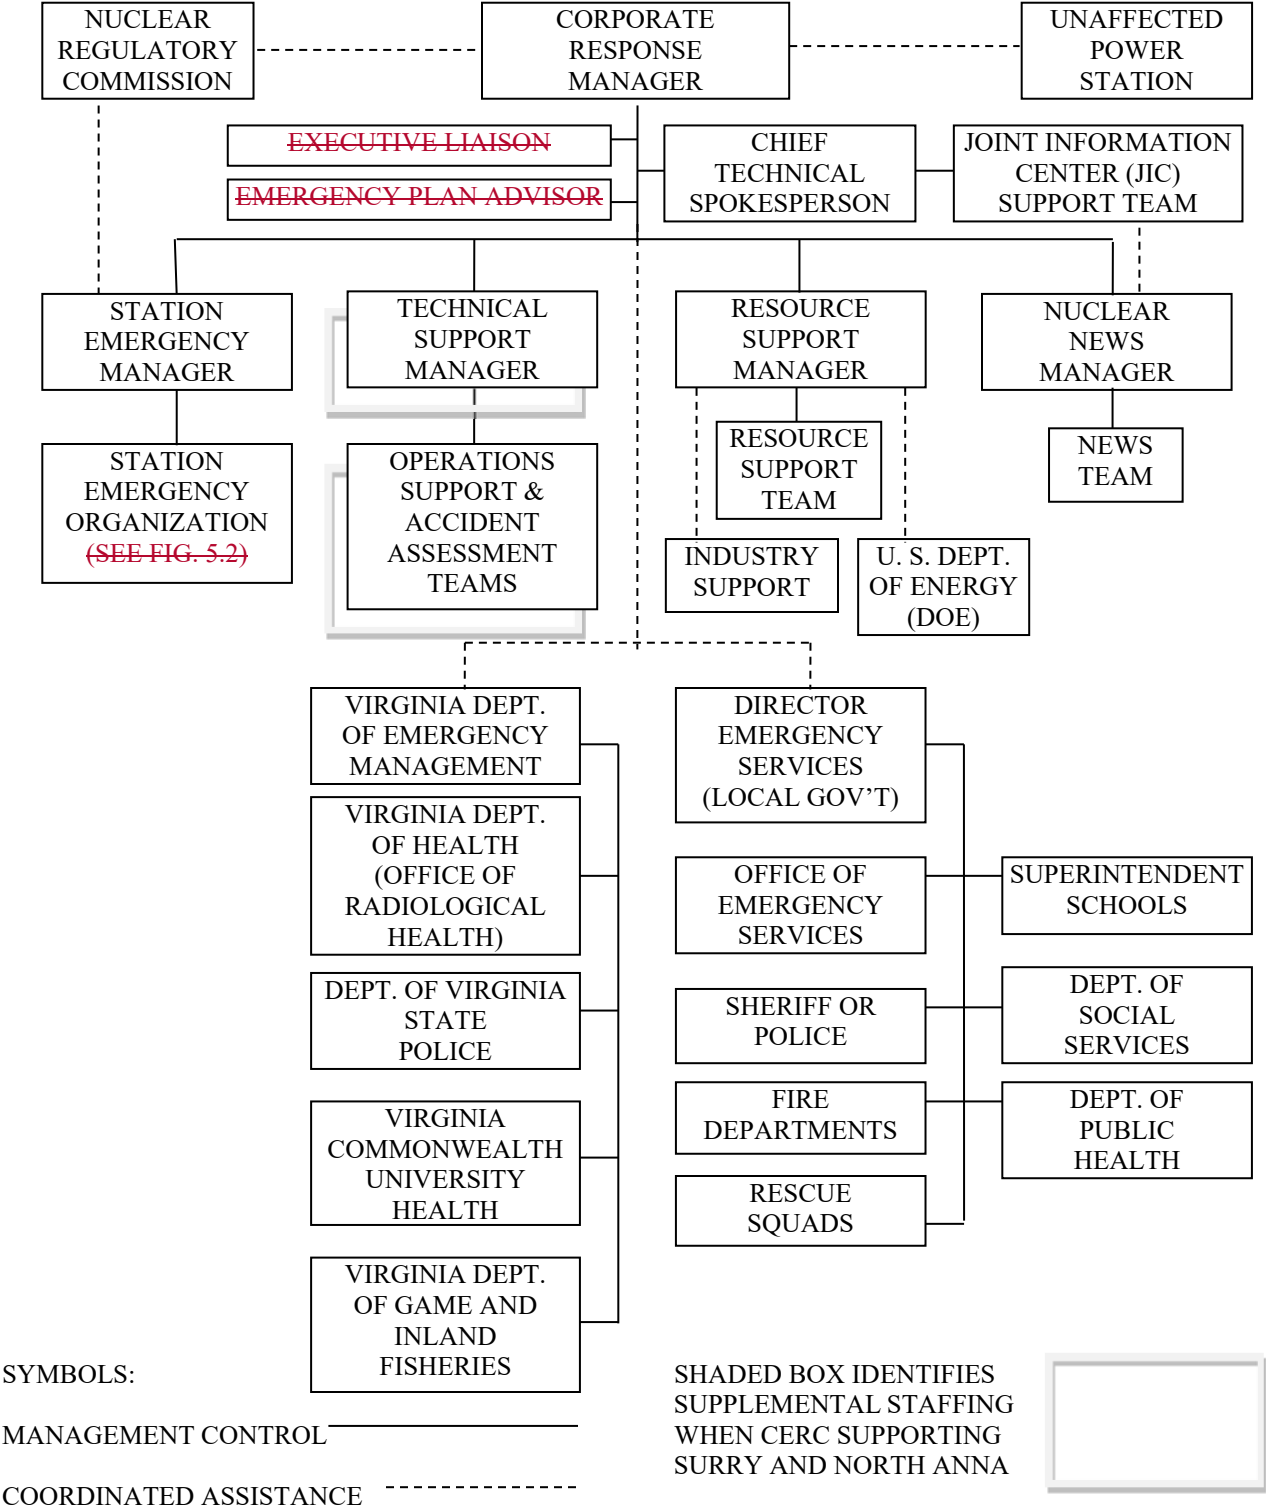 NUCLEAR
REGULATORY
COMMISSION
CORPORATE
RESPONSE
MANAGER
UNAFFECTED
POWER
STATION
EXECUTIVE LIAISON
EMERGENCY PLAN ADVISOR
CHIEF
TECHNICAL
SPOKESPERSON
JOINT INFORMATION
CENTER (JIC)
SUPPORT TEAM
STATION
EMERGENCY
MANAGER
TECHNICAL
SUPPORT
MANAGER
RESOURCE
SUPPORT
MANAGER
NUCLEAR
NEWS
MANAGER
STATION
EMERGENCY
ORGANIZATION
(SEE FIG. 5.2)
OPERATIONS
SUPPORT &
ACCIDENT
ASSESSMENT
TEAMS
RESOURCE
SUPPORT
TEAM
NEWS
TEAM
INDUSTRY
SUPPORT
U. S. DEPT.
OF ENERGY
(DOE)
VIRGINIA DEPT.
OF EMERGENCY
MANAGEMENT
VIRGINIA DEPT.
OF HEALTH
(OFFICE OF
RADIOLOGICAL
HEALTH)
DEPT. OF VIRGINIA
STATE
POLICE
VIRGINIA
COMMONWEALTH
UNIVERSITY
HEALTH
VIRGINIA DEPT.
OF GAME AND
INLAND
FISHERIES
DIRECTOR
EMERGENCY
SERVICES
(LOCAL GOV’T)
OFFICE OF
EMERGENCY
SERVICES
SUPERINTENDENT
SCHOOLS
SHERIFF OR
POLICE
DEPT. OF
SOCIAL
SERVICES
FIRE
DEPARTMENTS
DEPT. OF
PUBLIC
HEALTH
RESCUE
SQUADS
SYMBOLS:
MANAGEMENT CONTROL
COORDINATED ASSISTANCE
SHADED BOX IDENTIFIES
SUPPLEMENTAL STAFFING
WHEN CERC SUPPORTING
SURRY AND NORTH ANNA